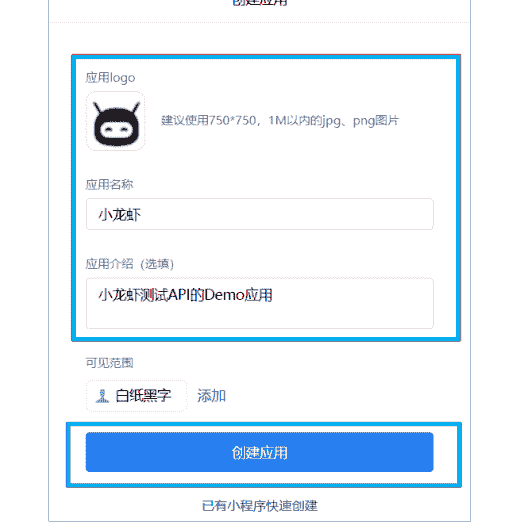 创建应用
应用logo
建议使用750*750，1M以内的jpg、png图片
应用名称
小龙虾
应用介绍（选填）
小龙虾测试API的Demo应用
可见范围
白纸黑字 添加
创建应用
已有小程序快速创建